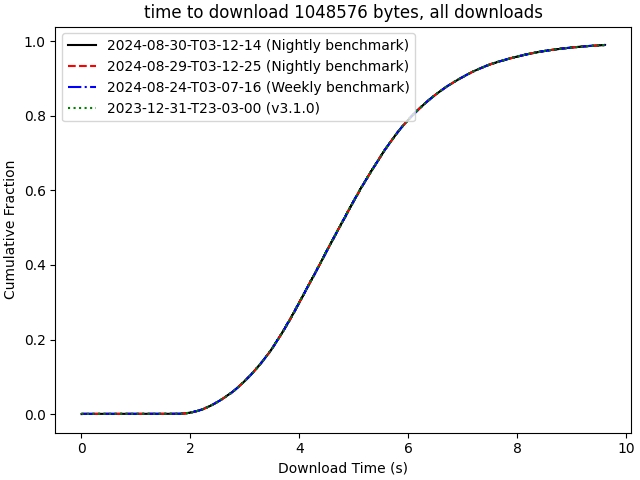 time to download 1048576 bytes, all downloads
1.0
0.8
0.6
0.4
0.2
0.0
Cumulative Fraction
2024-08-30-T03-12-14 (Nightly benchmark)
2024-08-29-T03-12-25 (Nightly benchmark)
2024-08-24-T03-07-16 (Weekly benchmark)
2023-12-31-T23-03-00 (v3.1.0)
0
2
4
6
8
10
Download Time (s)